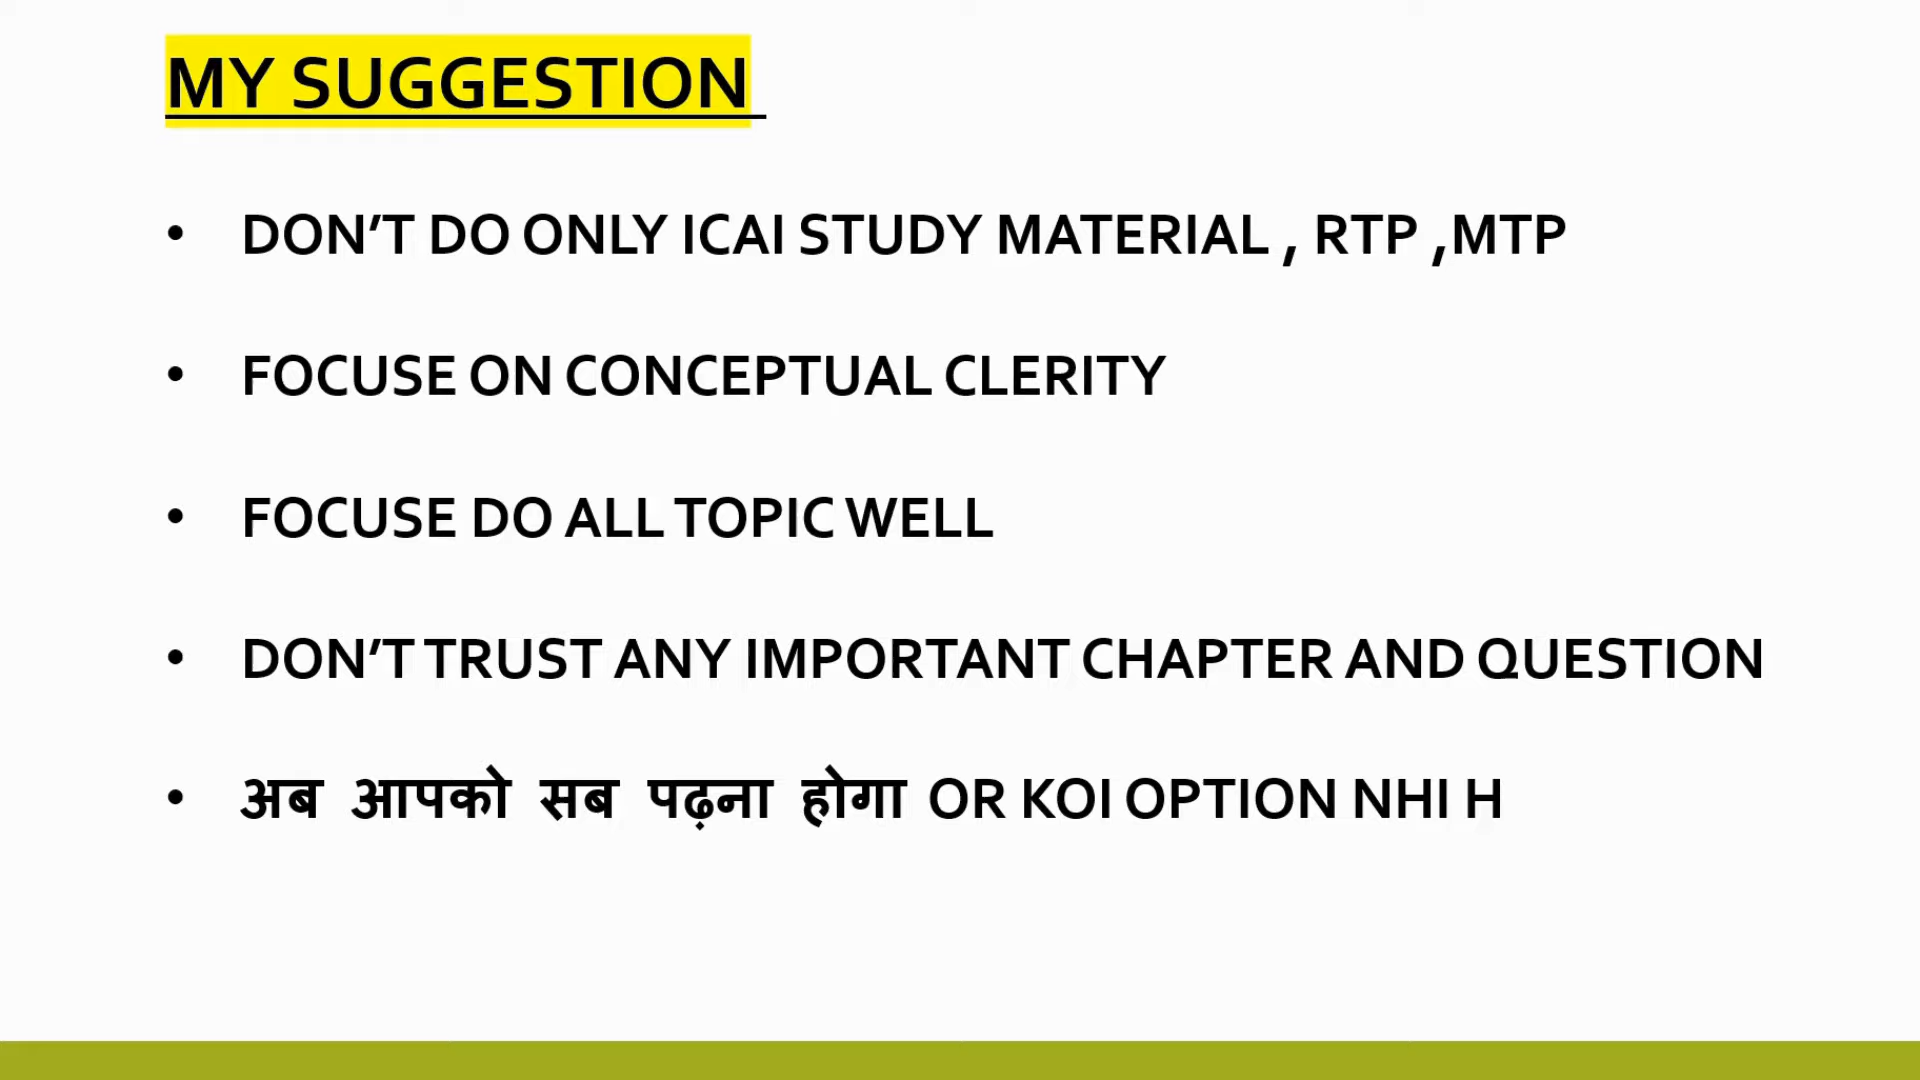 MY SUGGESTION
• DON’T DO ONLY ICAI STUDY MATERIAL , RTP ,MTP
• FOCUSE ON CONCEPTUAL CLERITY
• FOCUSE DO ALL TOPIC WELL
• DON’T TRUST ANY IMPORTANT CHAPTER AND QUESTION
• अब आपको सब पढ़ना होगा OR KOI OPTION NHI H